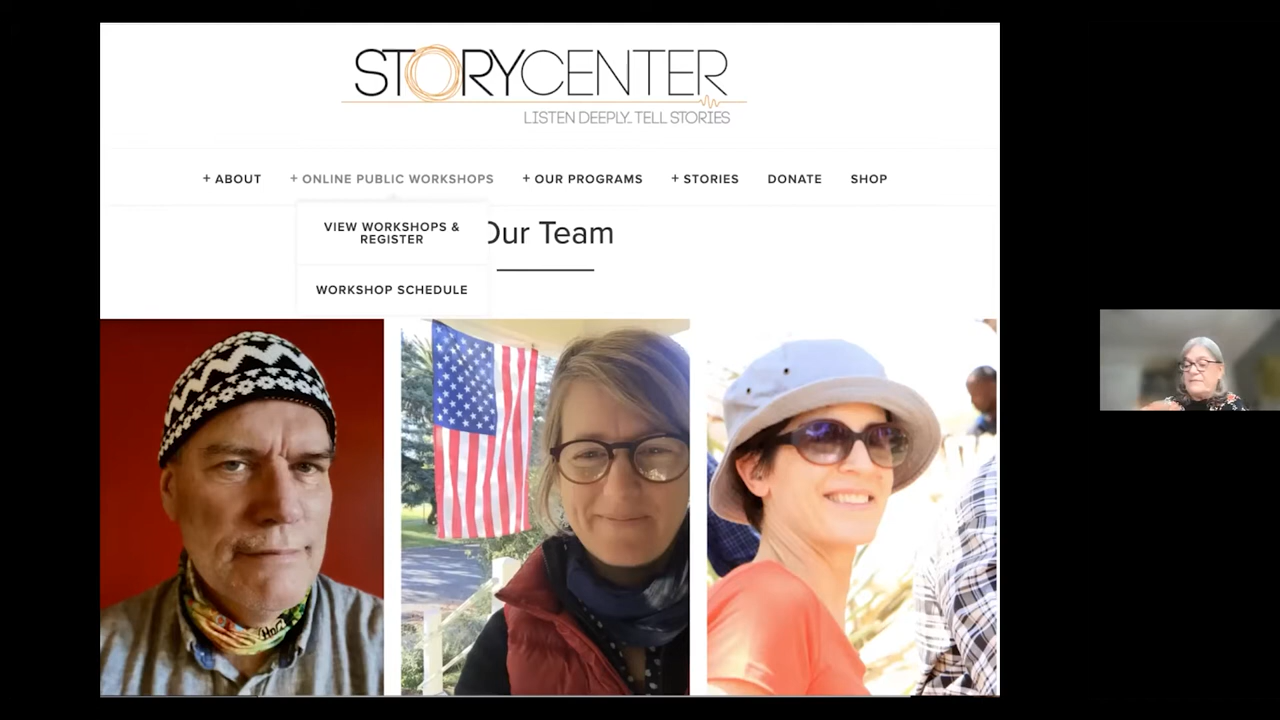 STORYCENTER
LISTEN DEEPLY. TELL STORIES
+ ABOUT + ONLINE PUBLIC WORKSHOPS + OUR PROGRAMS + STORIES DONATE SHOP
VIEW WORKSHOPS &
REGISTER
Our Team
WORKSHOP SCHEDULE